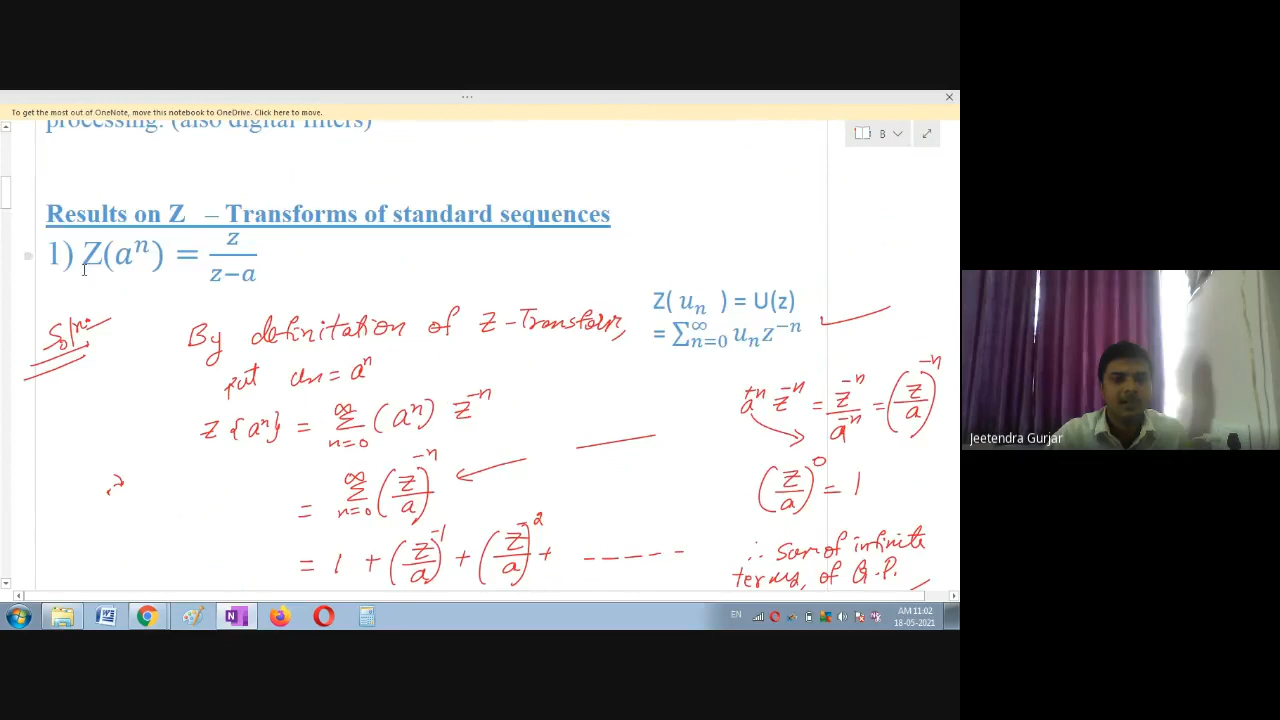 To get the most out of OneNote, move this notebook to OneDrive. Click here to move.
processing. (also digital filters)
B
Results on Z – Transforms of standard sequences
1) Z(aⁿ) = z/(z−a)
Soln:
By definitation of Z-Transform,
Z( uₙ ) = U(z)
= ∑_{n=0}^{∞} uₙ z⁻ⁿ
put un = aⁿ
Z{aⁿ} = ∑_{n=0}^{∞} (aⁿ) z⁻ⁿ
a⁺ⁿ z⁻ⁿ = z⁻ⁿ/a⁻ⁿ = (z/a)⁻ⁿ
= ∑_{n=0}^{∞} (z/a)⁻ⁿ
(z/a)⁰ = 1
= 1 + (z/a)⁻¹ + (z/a)⁻² + -----
∴ Sum of infinite
terms, of G.P.
Jeetendra Gurjar
EN
AM 11:02
18-05-2021